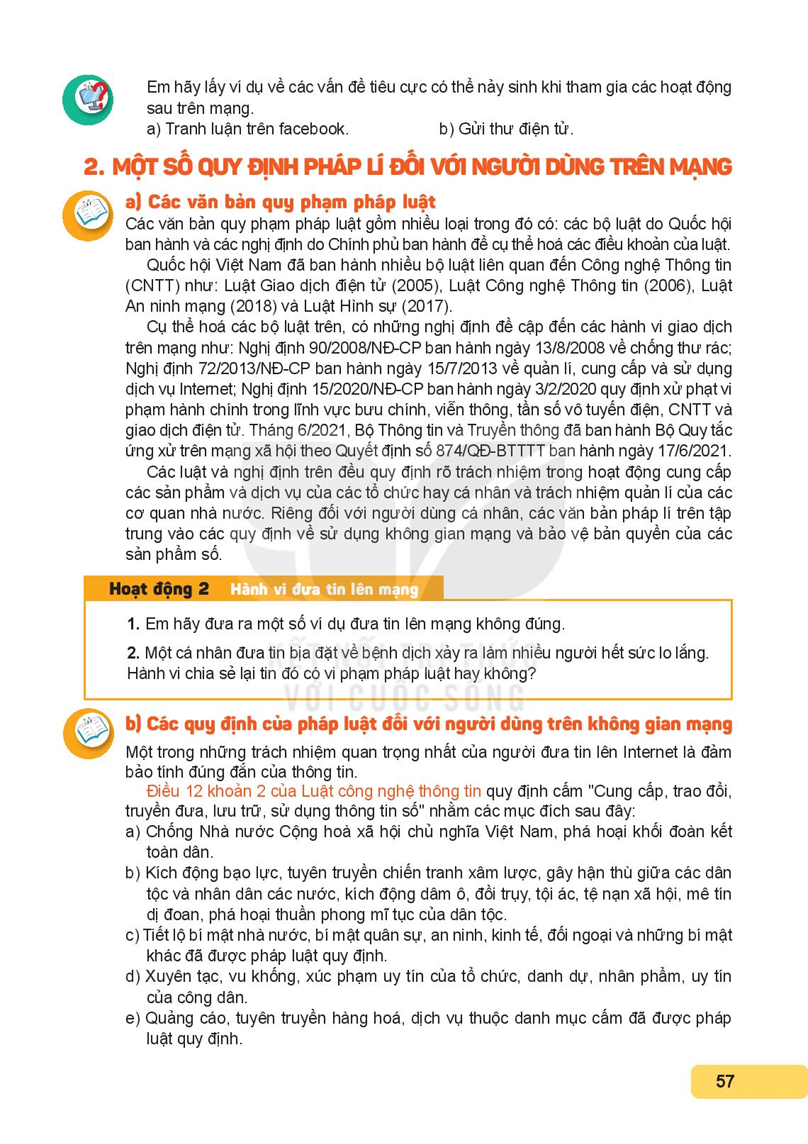 Em hãy lấy ví dụ về các vấn đề tiêu cực có thể nảy sinh khi tham gia các hoạt động
sau trên mạng.
a) Tranh luận trên facebook. b) Gửi thư điện tử.
2. MỘT SỐ QUY ĐỊNH PHÁP LÍ ĐỐI VỚI NGƯỜI DÙNG TRÊN MẠNG
a) Các văn bản quy phạm pháp luật
Các văn bản quy phạm pháp luật gồm nhiều loại trong đó có: các bộ luật do Quốc hội
ban hành và các nghị định do Chính phủ ban hành để cụ thể hoá các điều khoản của luật.
Quốc hội Việt Nam đã ban hành nhiều bộ luật liên quan đến Công nghệ Thông tin
(CNTT) như: Luật Giao dịch điện tử (2005), Luật Công nghệ Thông tin (2006), Luật
An ninh mạng (2018) và Luật Hình sự (2017).
Cụ thể hoá các bộ luật trên, có những nghị định đề cập đến các hành vi giao dịch
trên mạng như: Nghị định 90/2008/NĐ-CP ban hành ngày 13/8/2008 về chống thư rác;
Nghị định 72/2013/NĐ-CP ban hành ngày 15/7/2013 về quản lí, cung cấp và sử dụng
dịch vụ Internet; Nghị định 15/2020/NĐ-CP ban hành ngày 3/2/2020 quy định xử phạt vi
phạm hành chính trong lĩnh vực bưu chính, viễn thông, tần số vô tuyến điện, CNTT và
giao dịch điện tử. Tháng 6/2021, Bộ Thông tin và Truyền thông đã ban hành Bộ Quy tắc
ứng xử trên mạng xã hội theo Quyết định số 874/QĐ-BTTTT ban hành ngày 17/6/2021.
Các luật và nghị định trên đều quy định rõ trách nhiệm trong hoạt động cung cấp
các sản phẩm và dịch vụ của các tổ chức hay cá nhân và trách nhiệm quản lí của các
cơ quan nhà nước. Riêng đối với người dùng cá nhân, các văn bản pháp lí trên tập
trung vào các quy định về sử dụng không gian mạng và bảo vệ bản quyền của các
sản phẩm số.
Hoạt động 2 Hành vi đưa tin lên mạng
1. Em hãy đưa ra một số ví dụ đưa tin lên mạng không đúng.
2. Một cá nhân đưa tin bịa đặt về bệnh dịch xảy ra làm nhiều người hết sức lo lắng.
Hành vi chia sẻ lại tin đó có vi phạm pháp luật hay không?
KẾT NỐI TRI THỨC
VỚI CUỘC SỐNG
b) Các quy định của pháp luật đối với người dùng trên không gian mạng
Một trong những trách nhiệm quan trọng nhất của người đưa tin lên Internet là đảm
bảo tính đúng đắn của thông tin.
Điều 12 khoản 2 của Luật công nghệ thông tin quy định cấm "Cung cấp, trao đổi,
truyền đưa, lưu trữ, sử dụng thông tin số" nhằm các mục đích sau đây:
a) Chống Nhà nước Cộng hoà xã hội chủ nghĩa Việt Nam, phá hoại khối đoàn kết
toàn dân.
b) Kích động bạo lực, tuyên truyền chiến tranh xâm lược, gây hận thù giữa các dân
tộc và nhân dân các nước, kích động dâm ô, đồi trụy, tội ác, tệ nạn xã hội, mê tín
dị đoan, phá hoại thuần phong mĩ tục của dân tộc.
c) Tiết lộ bí mật nhà nước, bí mật quân sự, an ninh, kinh tế, đối ngoại và những bí mật
khác đã được pháp luật quy định.
d) Xuyên tạc, vu khống, xúc phạm uy tín của tổ chức, danh dự, nhân phẩm, uy tín
của công dân.
e) Quảng cáo, tuyên truyền hàng hoá, dịch vụ thuộc danh mục cấm đã được pháp
luật quy định.
57